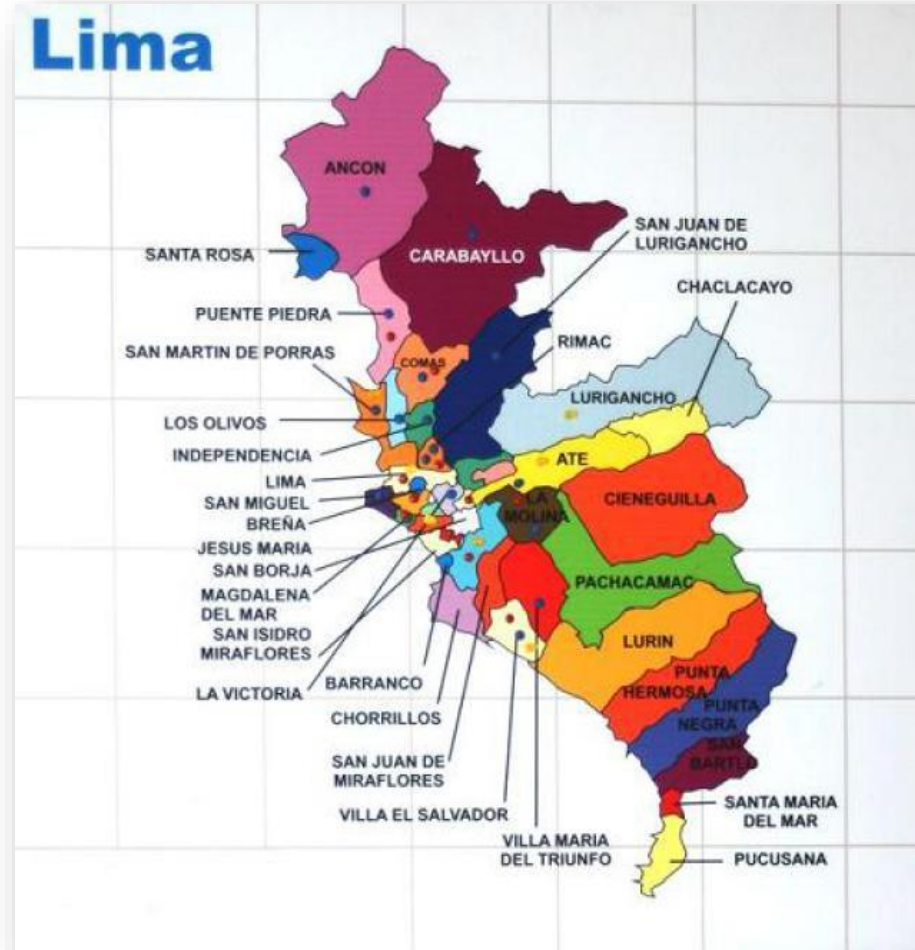 Lima
ANCON
SAN JUAN DE
LURIGANCHO
SANTA ROSA
CARABAYLLO
CHACLACAYO
PUENTE PIEDRA
RIMAC
SAN MARTIN DE PORRAS
COMAS
LURIGANCHO
LOS OLIVOS
INDEPENDENCIA
ATE
LIMA
SAN MIGUEL
LA
MOLINA
CIENEGUILLA
BREÑA
JESUS MARIA
SAN BORJA
MAGDALENA
DEL MAR
PACHACAMAC
SAN ISIDRO
MIRAFLORES
LURIN
LA VICTORIA
BARRANCO
PUNTA
HERMOSA
CHORRILLOS
PUNTA
NEGRA
SAN
BARTLO
SAN JUAN DE
MIRAFLORES
VILLA EL SALVADOR
SANTA MARIA
DEL MAR
VILLA MARIA
DEL TRIUNFO
PUCUSANA